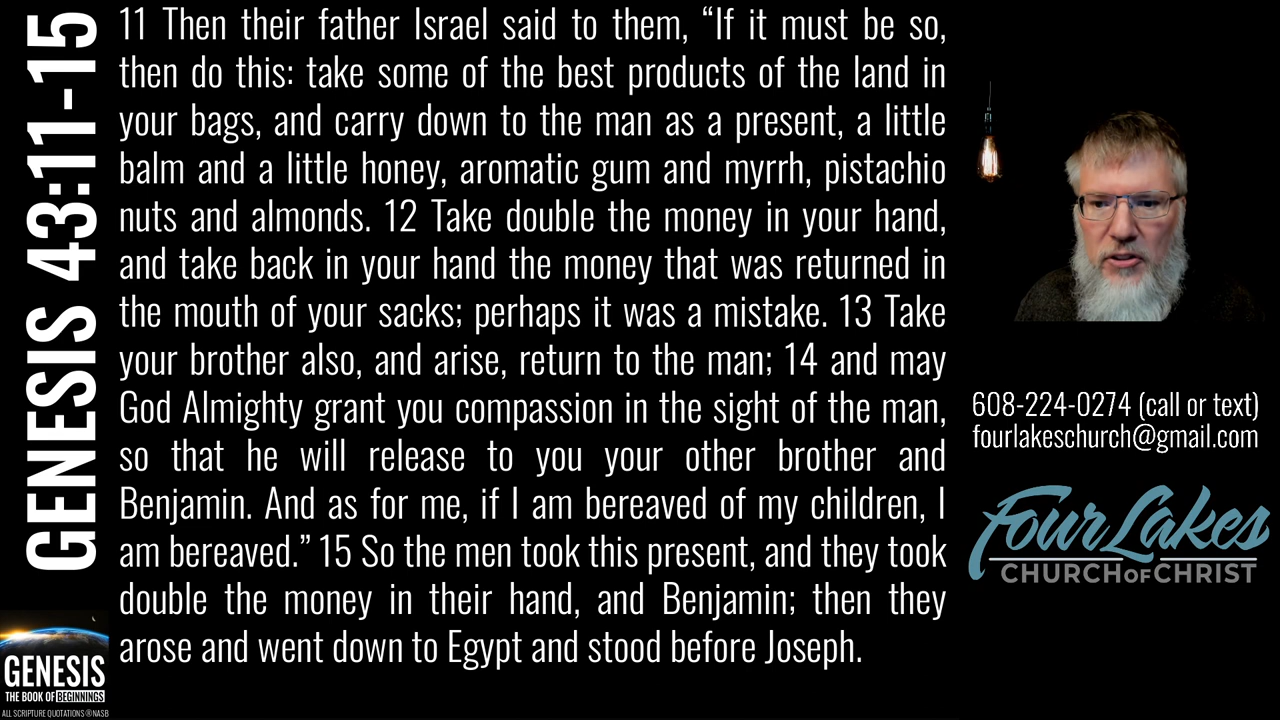 GENESIS 43:11-15
11 Then their father Israel said to them, “If it must be so,
then do this: take some of the best products of the land in
your bags, and carry down to the man as a present, a little
balm and a little honey, aromatic gum and myrrh, pistachio
nuts and almonds. 12 Take double the money in your hand,
and take back in your hand the money that was returned in
the mouth of your sacks; perhaps it was a mistake. 13 Take
your brother also, and arise, return to the man; 14 and may
God Almighty grant you compassion in the sight of the man,
so that he will release to you your other brother and
Benjamin. And as for me, if I am bereaved of my children, I
am bereaved.” 15 So the men took this present, and they took
double the money in their hand, and Benjamin; then they
arose and went down to Egypt and stood before Joseph.
GENESIS
THE BOOK OF BEGINNINGS
ALL SCRIPTURE QUOTATIONS ®NASB
608-224-0274 (call or text)
fourlakeschurch@gmail.com
Four Lakes
CHURCH OF CHRIST